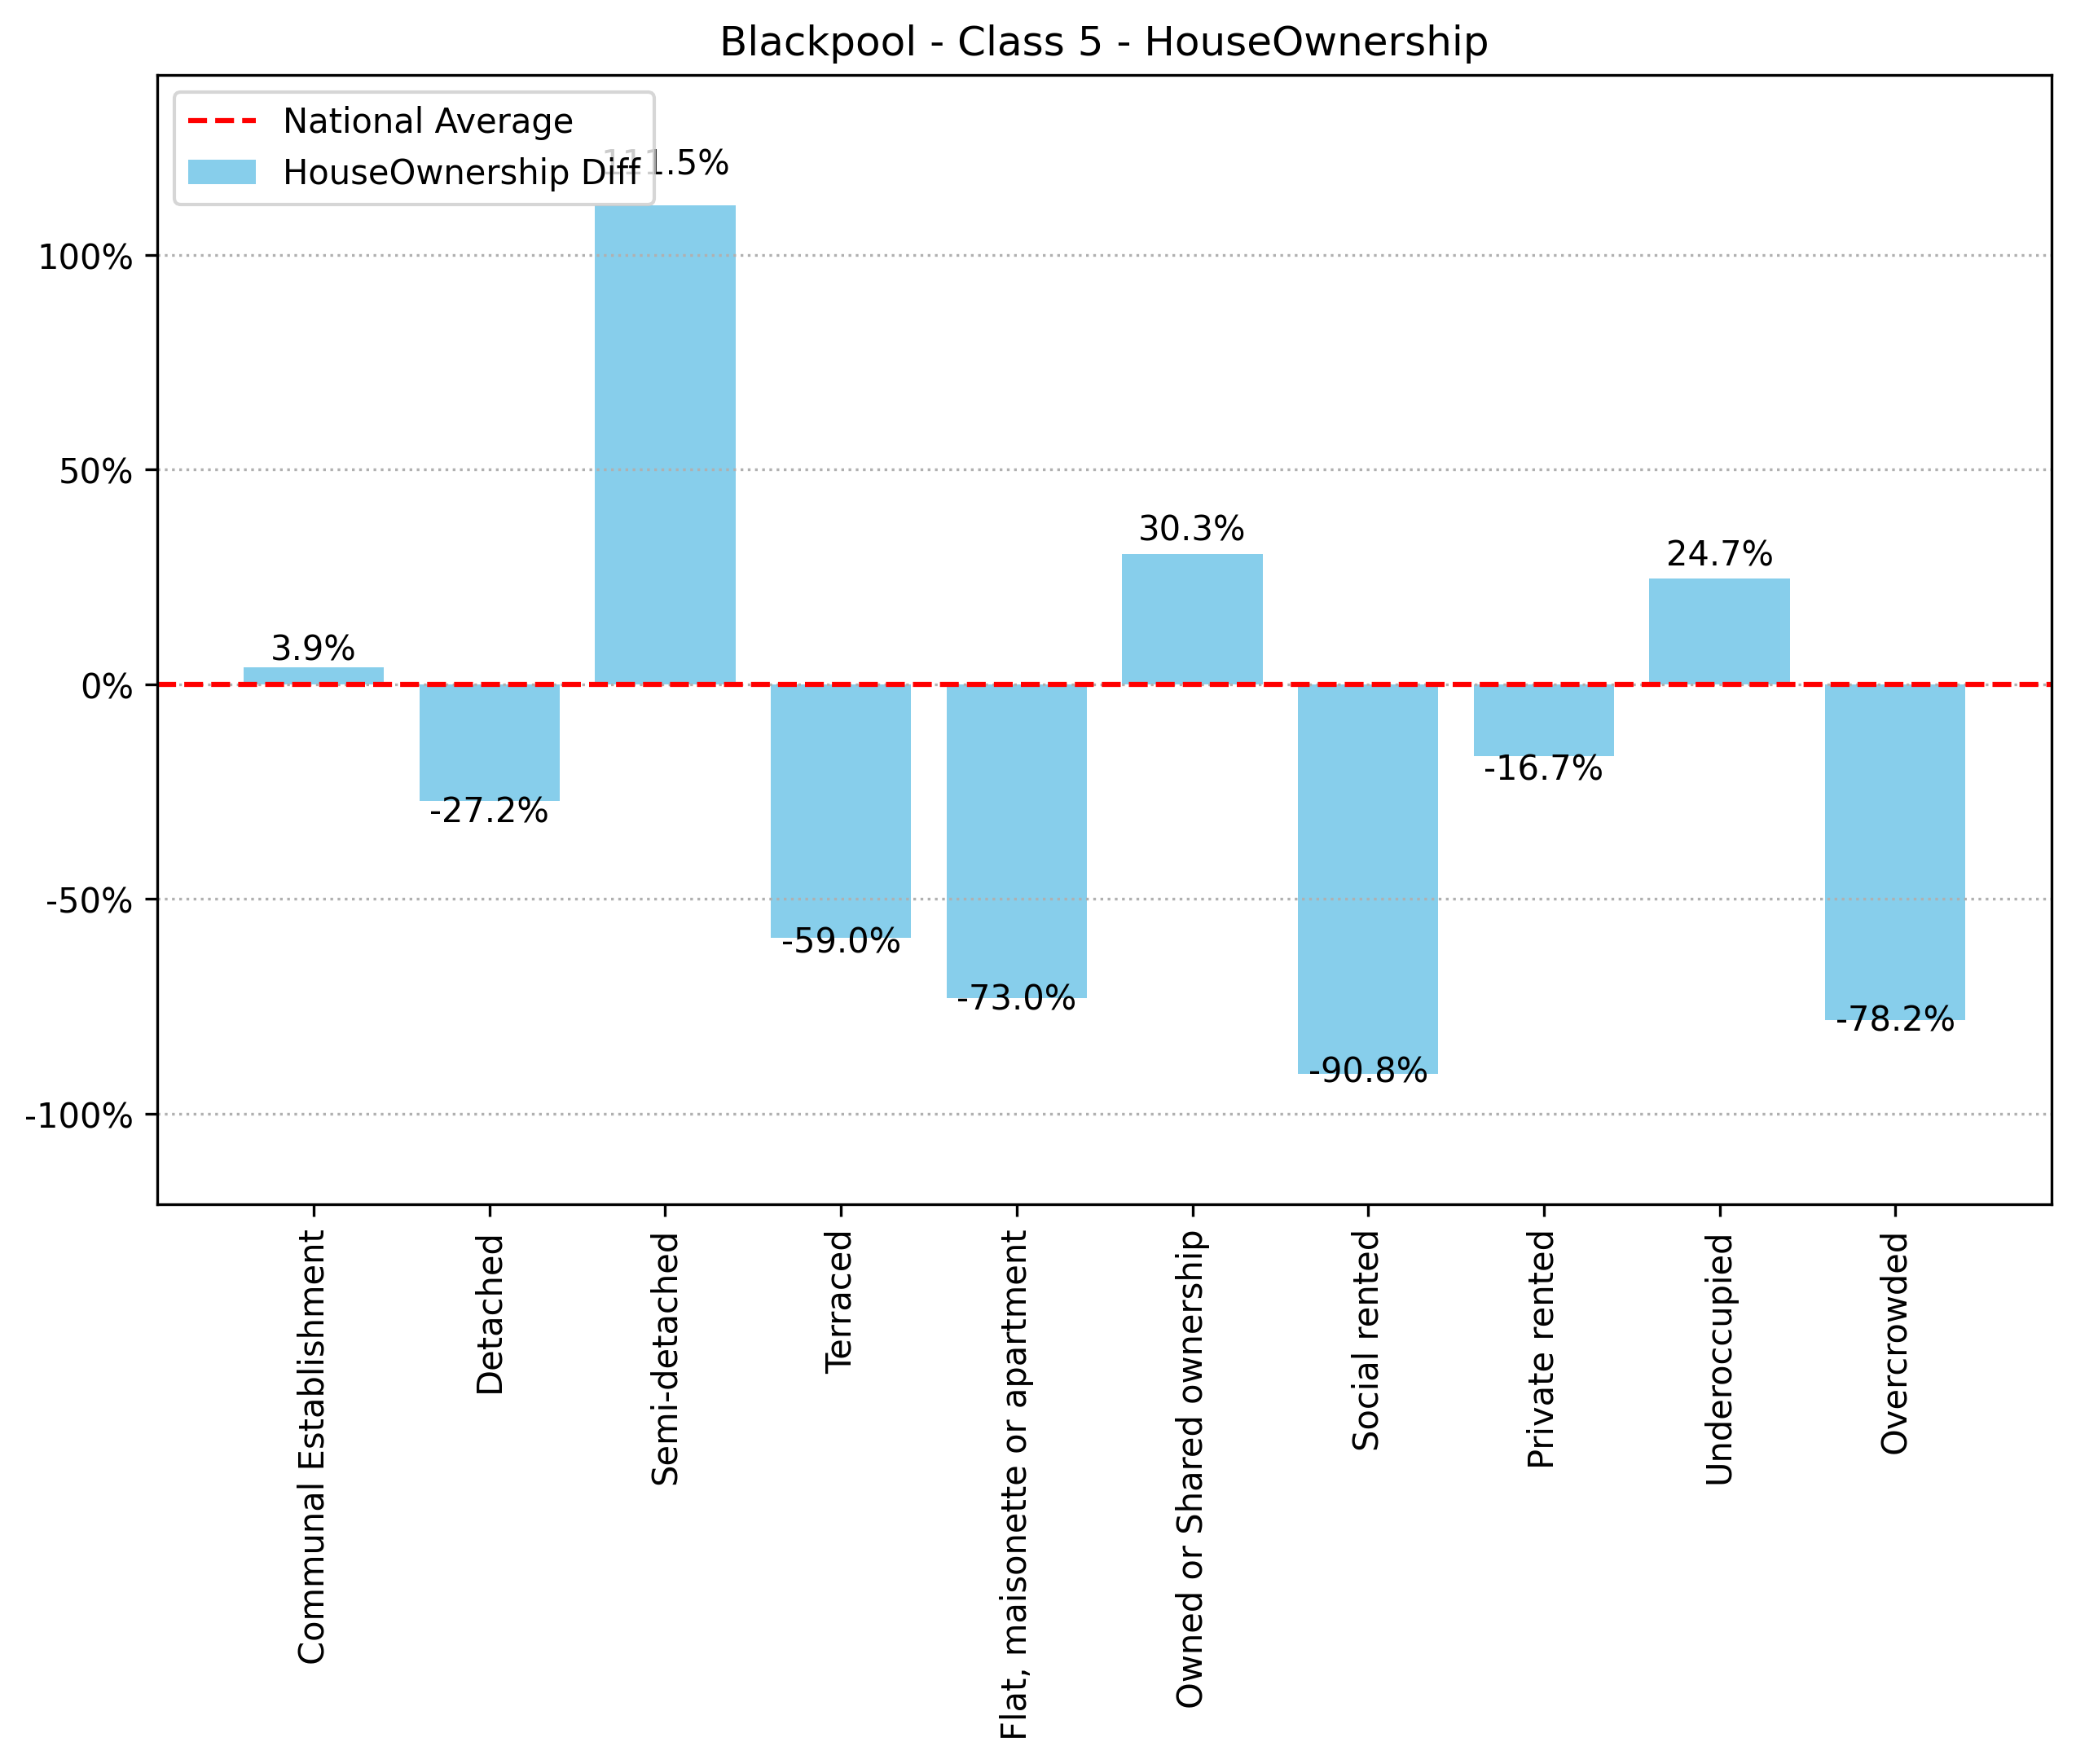 Blackpool - Class 5 - HouseOwnership
National Average
HouseOwnership Diff
111.5%
100%
50%
0%
-50%
-100%
3.9%
-27.2%
-59.0%
-73.0%
30.3%
-90.8%
-16.7%
24.7%
-78.2%
Communal Establishment
Detached
Semi-detached
Terraced
Flat, maisonette or apartment
Owned or Shared ownership
Social rented
Private rented
Underoccupied
Overcrowded